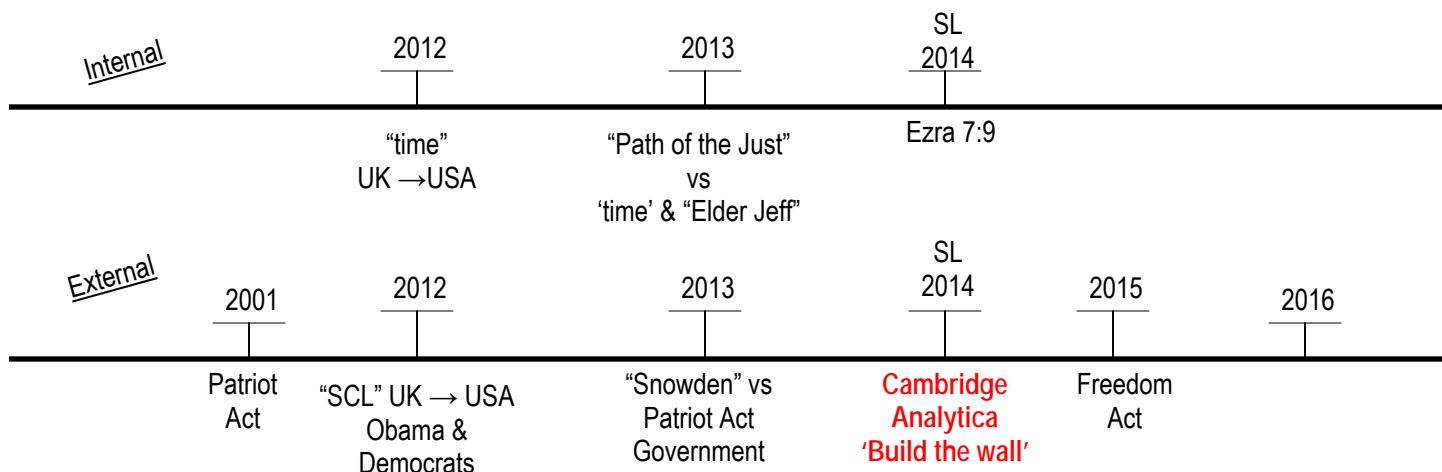 Internal
2012
2013
SL
2014
“time”
UK →USA
“Path of the Just”
vs
‘time’ & “Elder Jeff”
Ezra 7:9
External
2001
2012
2013
SL
2014
2015
2016
Patriot
Act
“SCL” UK → USA
Obama &
Democrats
“Snowden” vs
Patriot Act
Government
Cambridge
Analytica
‘Build the wall’
Freedom
Act